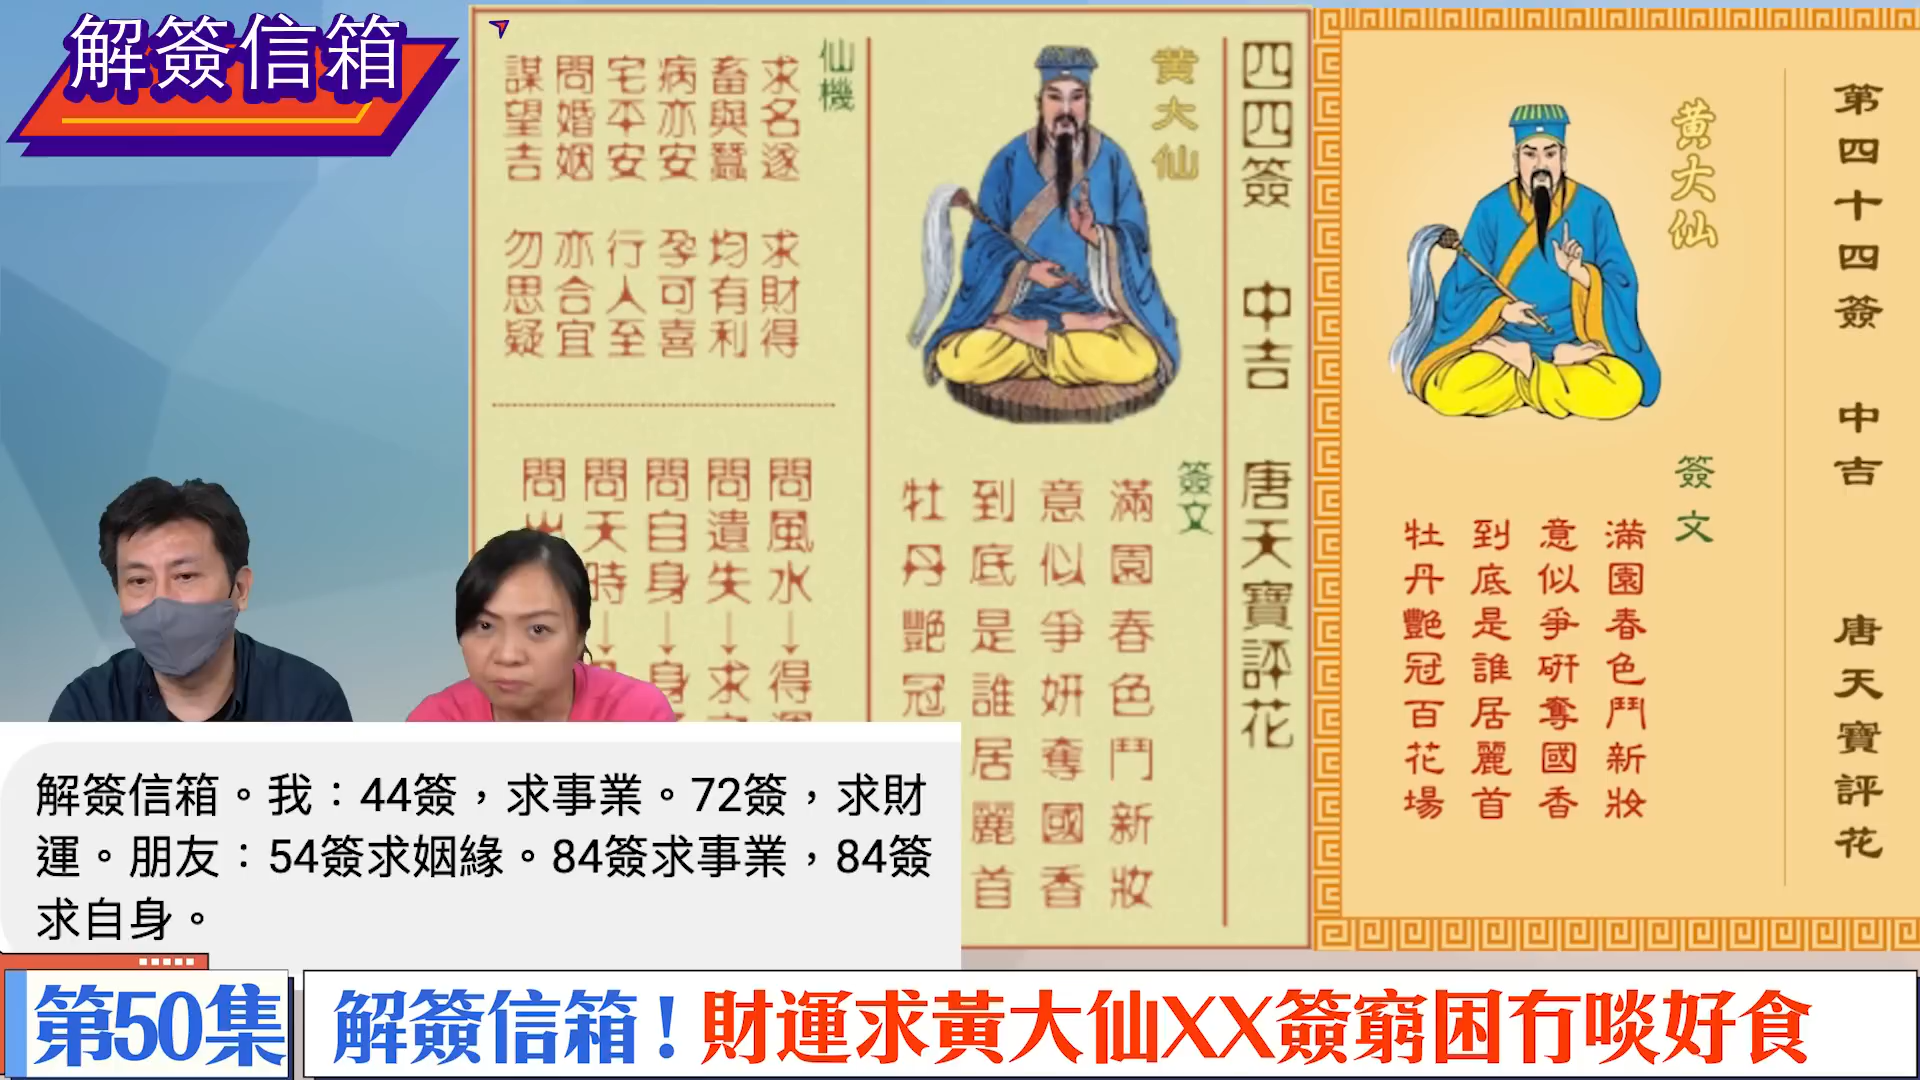 解簽信箱
第四十四簽 中吉 唐天寶評花
黃大仙
簽文
滿園春色鬥新妝
意似爭研奪國香
到底是誰居麗首
牡丹艷冠百花場
四四簽 中吉 唐天寶評花
黃大仙
簽文
滿園春色鬥新妝
意似爭妍奪國香
到底是誰居麗首
牡丹艷冠
仙機
求名遂 求財得
畜與蠶 均有利
病亦安 孕可喜
宅平安 行人至
問婚姻 亦合宜
謀望吉 勿思疑
問風水↓得
問遺失↓求
問自身↓身
問天時↓
問
解簽信箱。我：44簽，求事業。72簽，求財
運。朋友：54簽求姻緣。84簽求事業，84簽
求自身。
第50集
解簽信箱！財運求黃大仙XX簽窮困冇啖好食